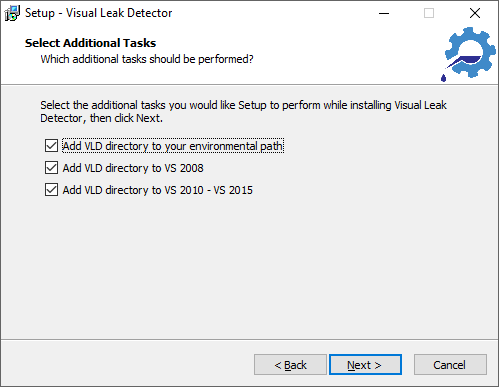 Setup - Visual Leak Detector
Select Additional Tasks
Which additional tasks should be performed?
Select the additional tasks you would like Setup to perform while installing Visual Leak
Detector, then click Next.
Add VLD directory to your environmental path
Add VLD directory to VS 2008
Add VLD directory to VS 2010 - VS 2015
< Back
Next >
Cancel